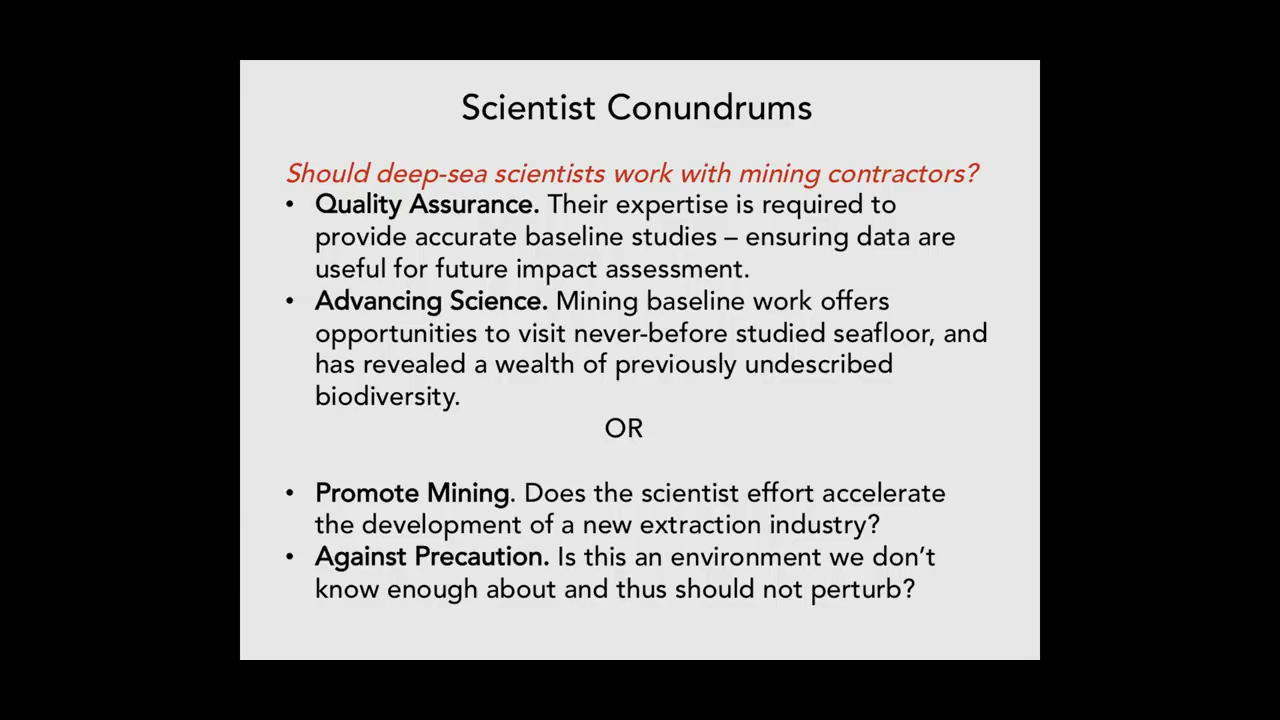 Scientist Conundrums
Should deep-sea scientists work with mining contractors?
• Quality Assurance. Their expertise is required to
provide accurate baseline studies – ensuring data are
useful for future impact assessment.
• Advancing Science. Mining baseline work offers
opportunities to visit never-before studied seafloor, and
has revealed a wealth of previously undescribed
biodiversity.
OR
• Promote Mining. Does the scientist effort accelerate
the development of a new extraction industry?
• Against Precaution. Is this an environment we don’t
know enough about and thus should not perturb?